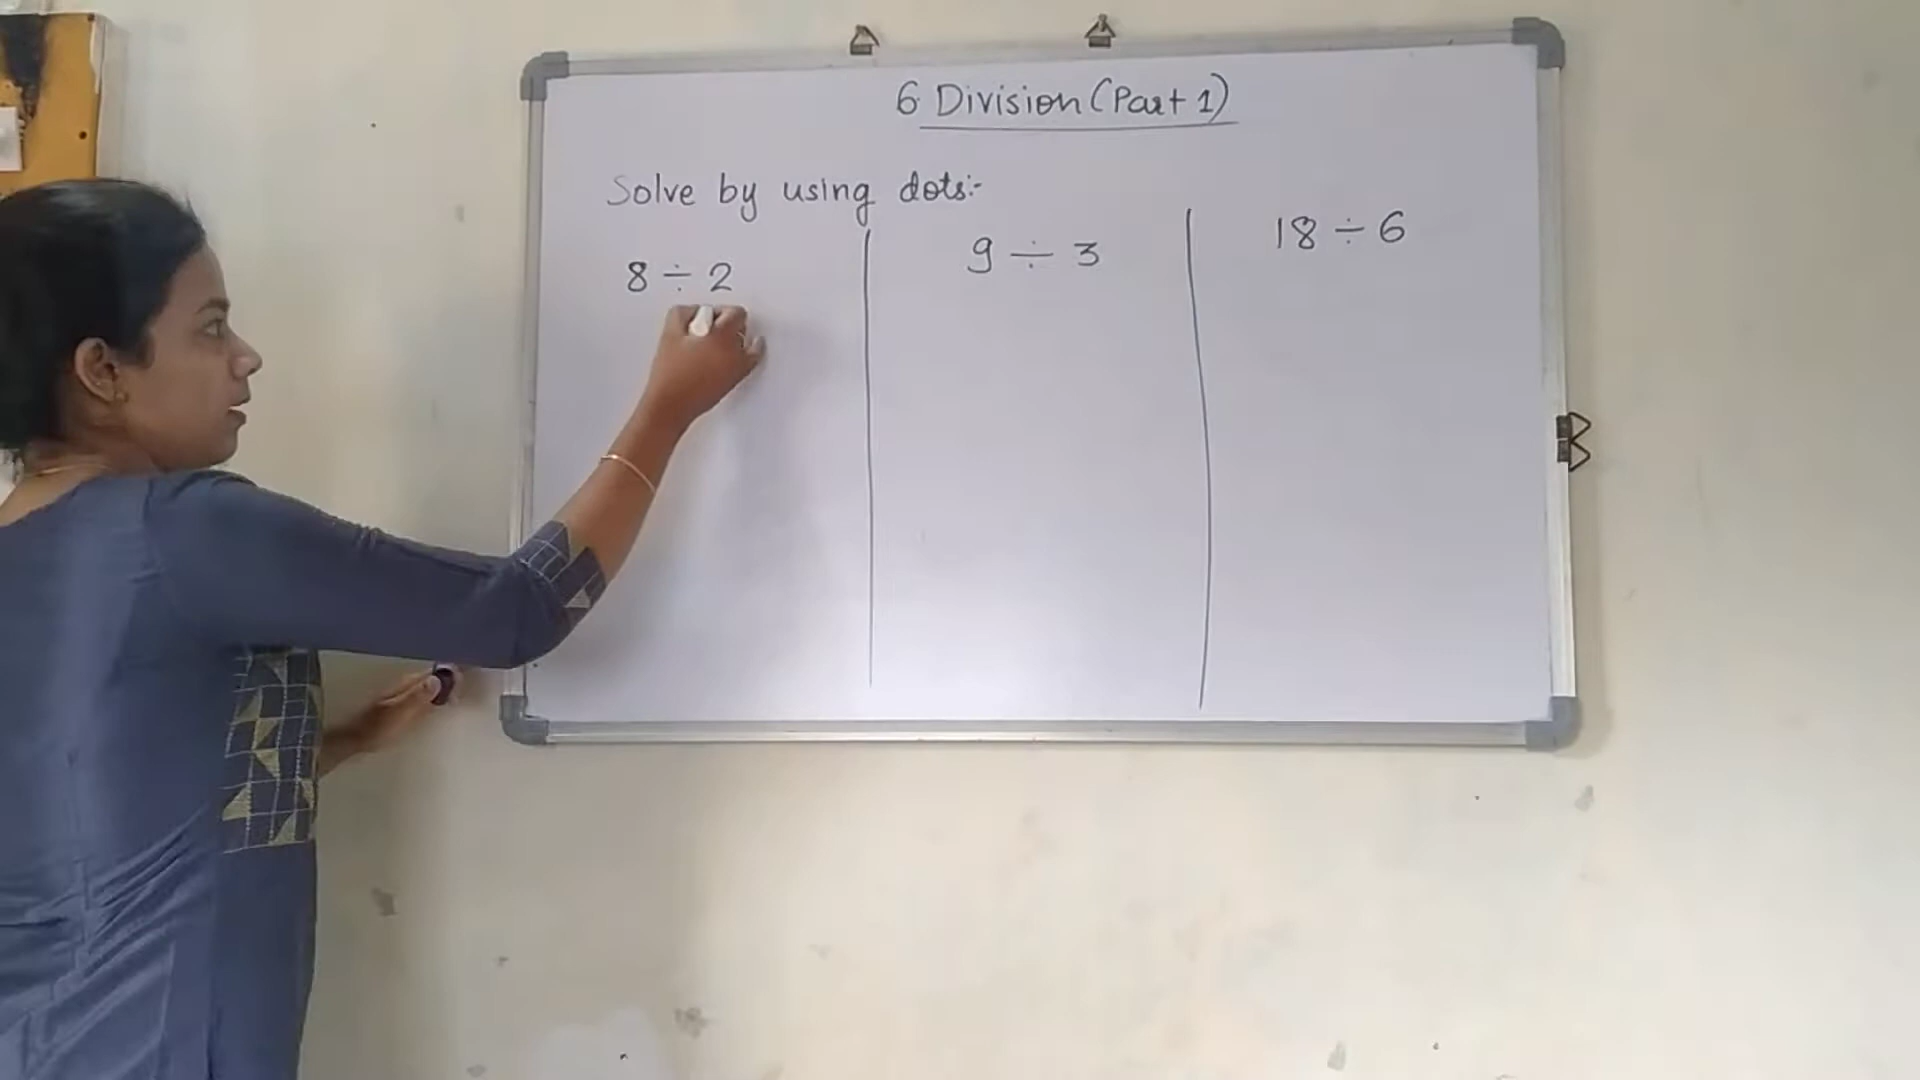 6 Division (Part 1)
Solve by using dots:-
8 ÷ 2
9 ÷ 3
18 ÷ 6